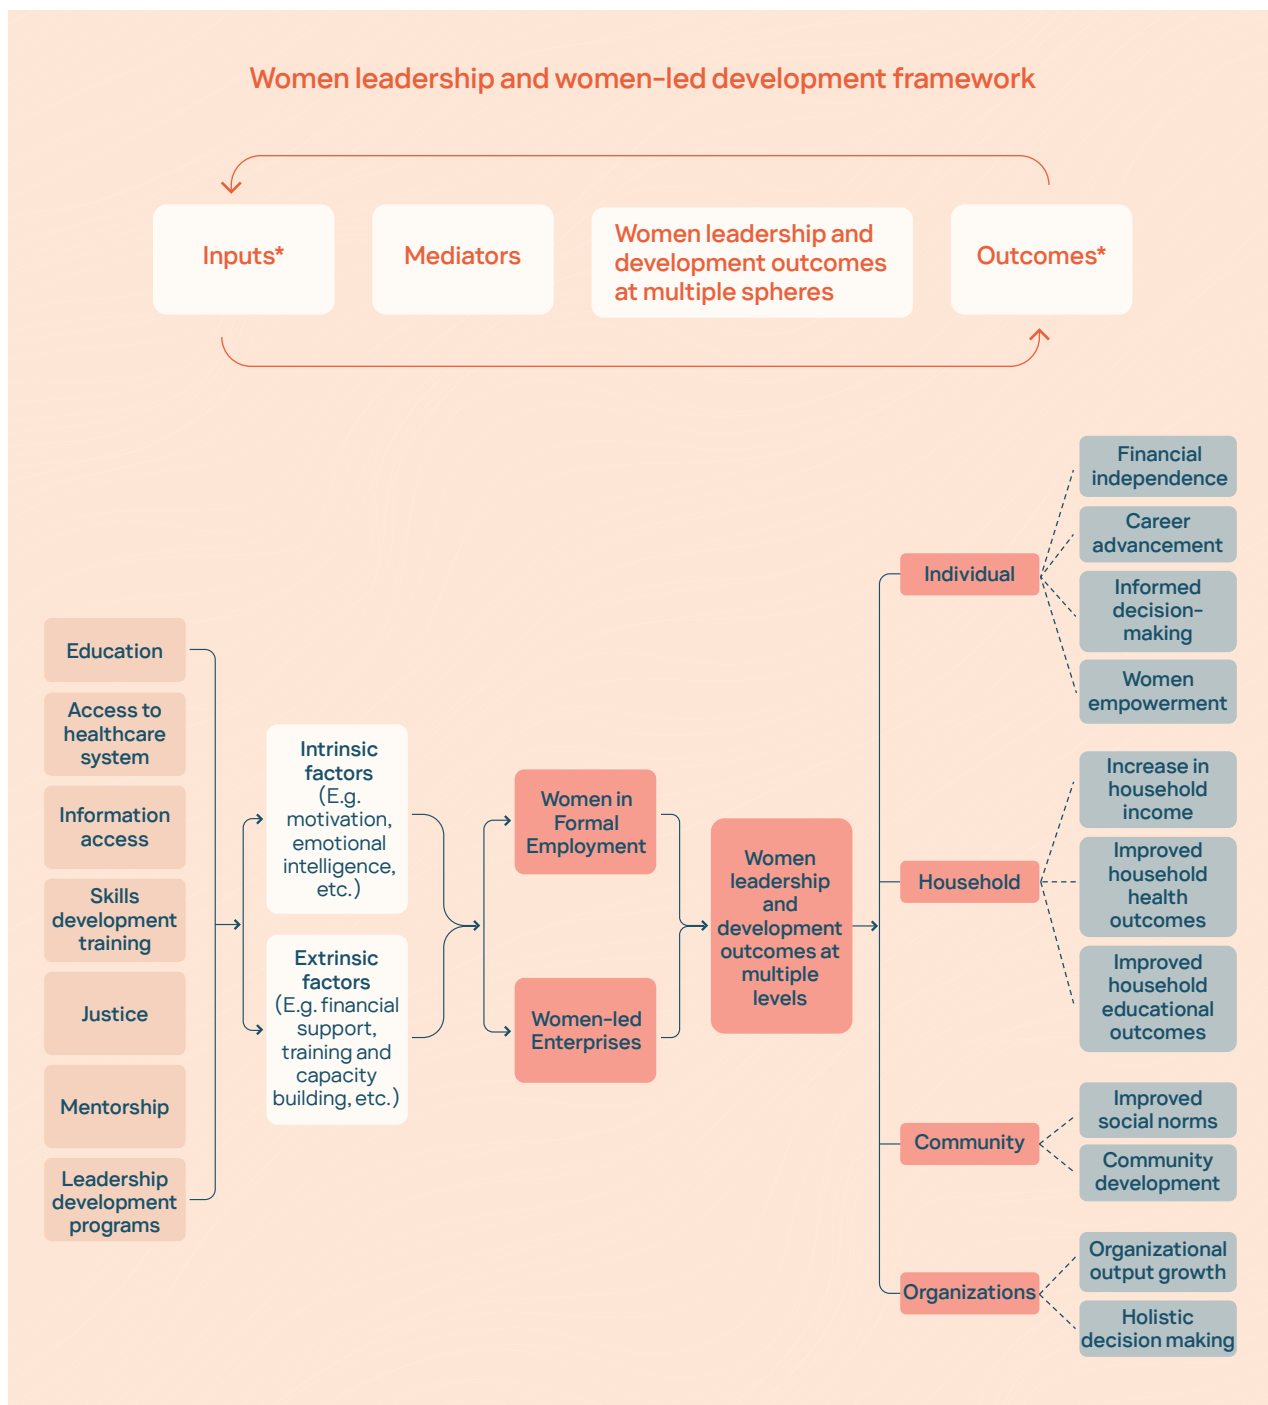 Women leadership and women-led development framework
Inputs*
Mediators
Women leadership and
development outcomes
at multiple spheres
Outcomes*
Education
Access to
healthcare
system
Information
access
Skills
development
training
Justice
Mentorship
Leadership
development
programs
Intrinsic
factors
(E.g.
motivation,
emotional
intelligence,
etc.)
Extrinsic
factors
(E.g. financial
support,
training and
capacity
building, etc.)
Women in
Formal
Employment
Women-led
Enterprises
Women
leadership
and
development
outcomes at
multiple
levels
Individual
Financial
independence
Career
advancement
Informed
decision-
making
Women
empowerment
Household
Increase in
household
income
Improved
household
health
outcomes
Improved
household
educational
outcomes
Community
Improved
social norms
Community
development
Organizations
Organizational
output growth
Holistic
decision making